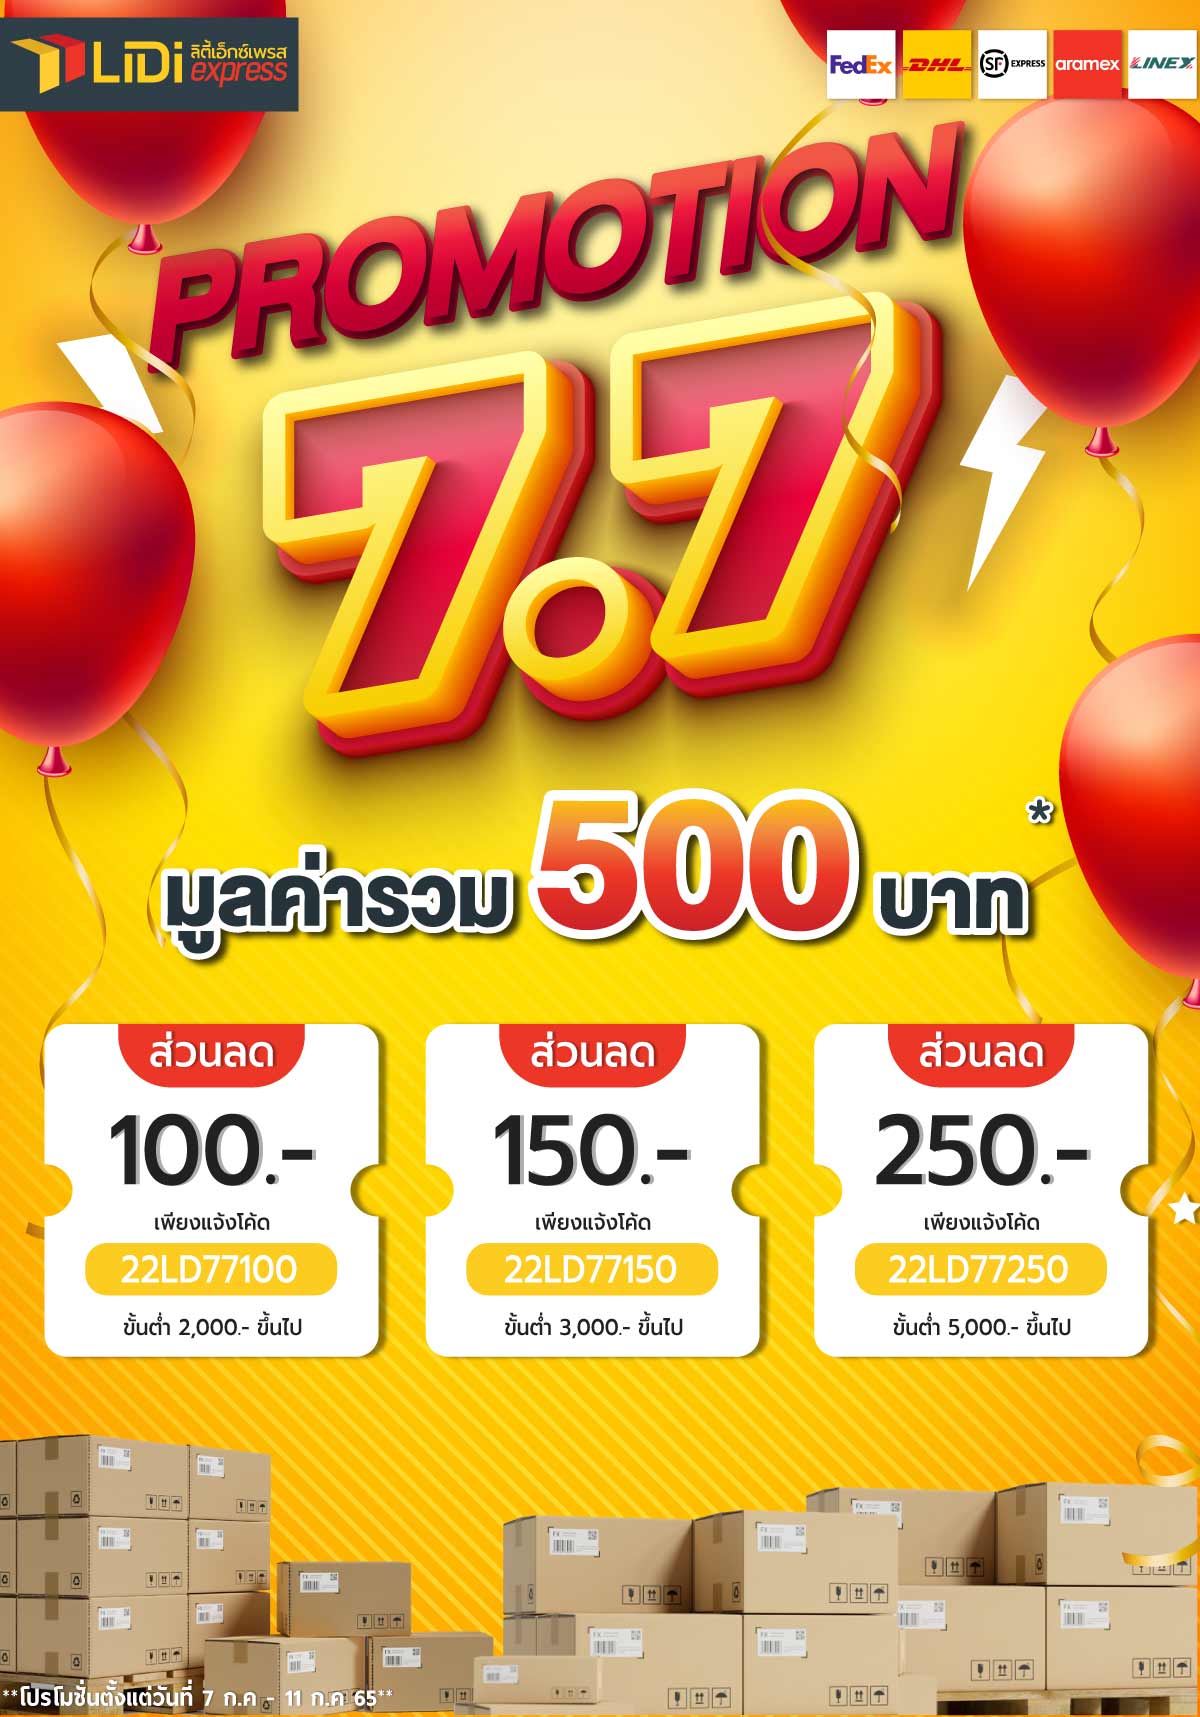 LiDi ลิดี้เอ็กซ์เพรส
express
FedEx DHL SF EXPRESS aramex LINEX
PROMOTION
7.7
มูลค่ารวม 500 บาท*
ส่วนลด
100.-
เพียงแจ้งโค้ด
22LD77100
ขั้นต่ำ 2,000.- ขึ้นไป
ส่วนลด
150.-
เพียงแจ้งโค้ด
22LD77150
ขั้นต่ำ 3,000.- ขึ้นไป
ส่วนลด
250.-
เพียงแจ้งโค้ด
22LD77250
ขั้นต่ำ 5,000.- ขึ้นไป
**โปรโมชั่นตั้งแต่วันที่ 7 ก.ค - 11 ก.ค 65**